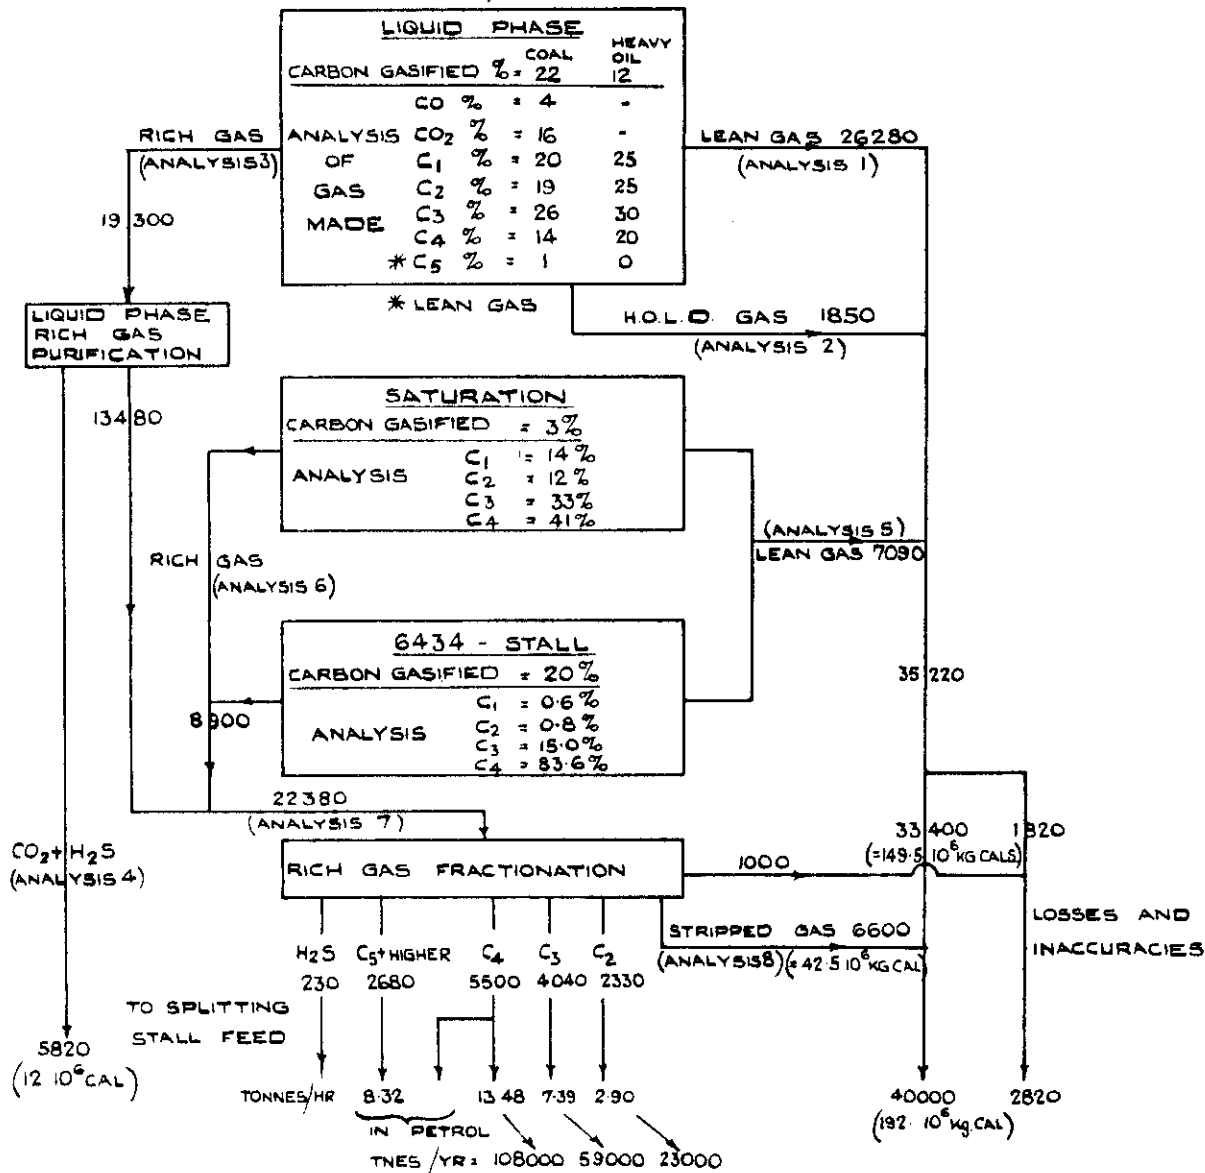 LIQUID PHASE
COAL HEAVY OIL
CARBON GASIFIED % = 22 12
CO % = 4 -
ANALYSIS CO2 % = 16 -
OF C1 % = 20 25
GAS C2 % = 19 25
MADE C3 % = 26 30
C4 % = 14 20
* C5 % = 1 0
* LEAN GAS
RICH GAS
(ANALYSIS 3)
19 300
LEAN GAS 26280
(ANALYSIS 1)
H.O.L.D. GAS 1850
(ANALYSIS 2)
LIQUID PHASE
RICH GAS
PURIFICATION
13480
SATURATION
CARBON GASIFIED = 3%
C1 = 14%
ANALYSIS C2 = 12%
C3 = 33%
C4 = 41%
RICH GAS
(ANALYSIS 6)
(ANALYSIS 5)
LEAN GAS 7090
6434 - STALL
CARBON GASIFIED = 20%
C1 = 0.6%
ANALYSIS C2 = 0.8%
C3 = 15.0%
C4 = 83.6%
8900
35 220
22380
(ANALYSIS 7)
33 400 1820
(=149.5 10^6 KG CALS)
CO2 + H2S
(ANALYSIS 4)
RICH GAS FRACTIONATION
1000
STRIPPED GAS 6600
(ANALYSIS 8) (=42.5 10^6 KG CAL)
LOSSES AND
INACCURACIES
H2S C5+HIGHER C4 C3 C2
230 2680 5500 4040 2330
TO SPLITTING
STALL FEED
5820
(12 10^6 CAL)
TONNES/HR 8.32 13.48 7.39 2.90
IN PETROL
TNES /YR = 108000 59000 23000
40000 2820
(192. 10^6 Kg.CAL)